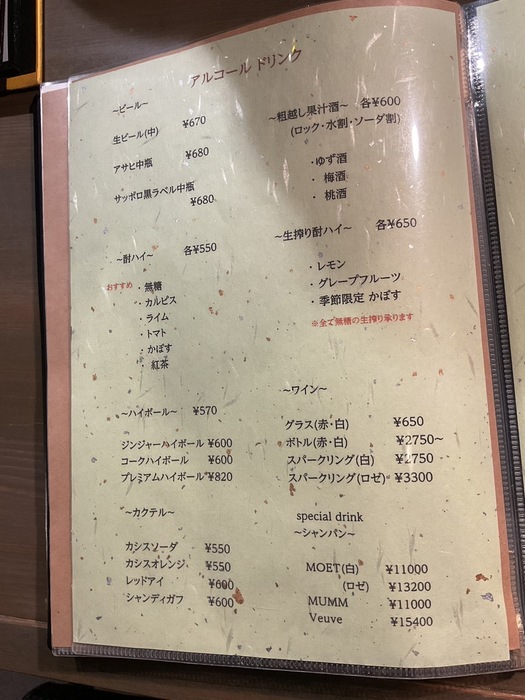 アルコール ドリンク
~ビール~
生ビール(中) ¥670
アサヒ中瓶 ¥680
サッポロ黒ラベル中瓶
¥680
~酎ハイ~ 各¥550
おすすめ ・無糖
・カルピス
・ライム
・トマト
・かぼす
・紅茶
~ハイボール~ ¥570
ジンジャーハイボール ¥600
コークハイボール ¥600
プレミアムハイボール ¥820
~カクテル~
カシスソーダ ¥550
カシスオレンジ ¥550
レッドアイ ¥600
シャンディガフ ¥600
~粗越し果汁酒~ 各¥600
(ロック・水割・ソーダ割)
・ゆず酒
・梅酒
・桃酒
~生搾り酎ハイ~ 各¥650
・レモン
・グレープフルーツ
・季節限定 かぼす
※全て無糖の生搾り承ります
~ワイン~
グラス(赤・白) ¥650
ボトル(赤・白) ¥2750~
スパークリング(白) ¥2750
スパークリング(ロゼ) ¥3300
special drink
~シャンパン~
MOET(白) ¥11000
(ロゼ) ¥13200
MUMM ¥11000
Veuve ¥15400